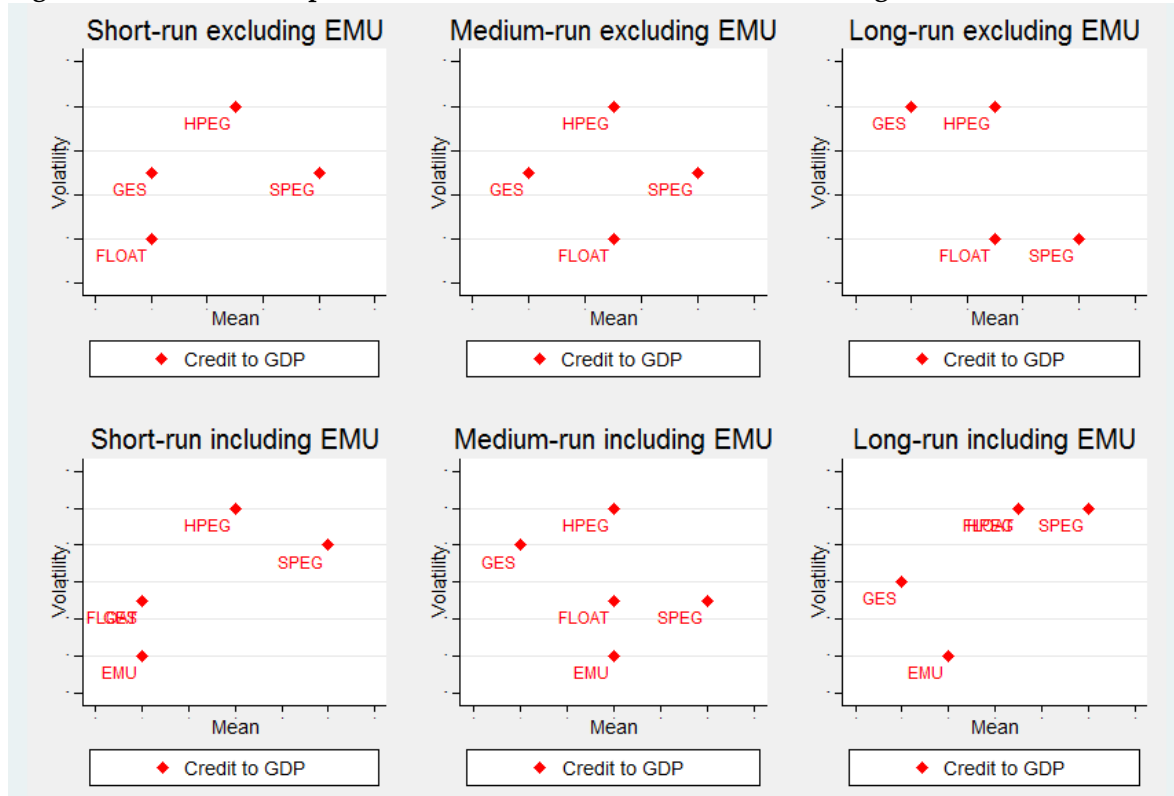 Short-run excluding EMU
Volatility
HPEG
GES
SPEG
FLOAT
Mean
Credit to GDP
Medium-run excluding EMU
Volatility
HPEG
GES
SPEG
FLOAT
Mean
Credit to GDP
Long-run excluding EMU
Volatility
GES
HPEG
FLOAT
SPEG
Mean
Credit to GDP
Short-run including EMU
Volatility
HPEG
SPEG
FLOAT
GES
EMU
Mean
Credit to GDP
Medium-run including EMU
Volatility
HPEG
GES
FLOAT
SPEG
EMU
Mean
Credit to GDP
Long-run including EMU
Volatility
FLOAT
HPEG
SPEG
GES
EMU
Mean
Credit to GDP